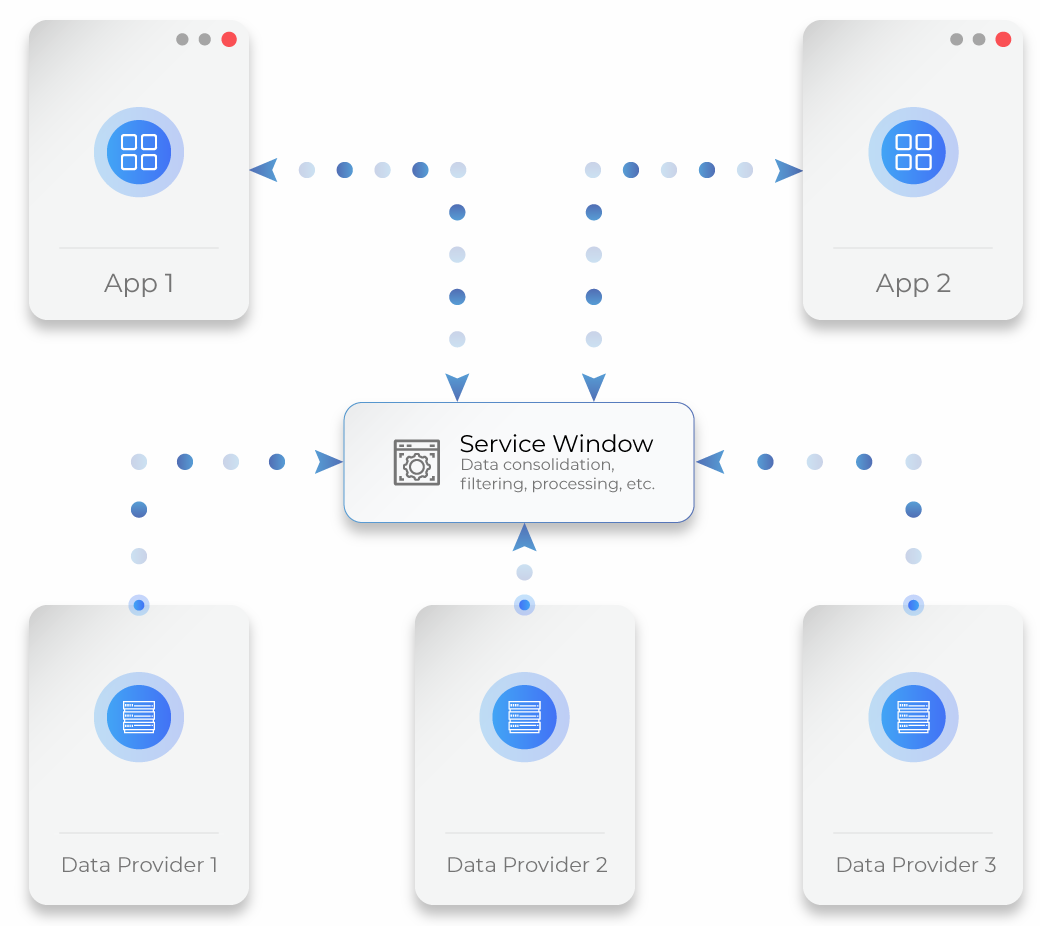 App 1
App 2
Service Window
Data consolidation,
filtering, processing, etc.
Data Provider 1
Data Provider 2
Data Provider 3